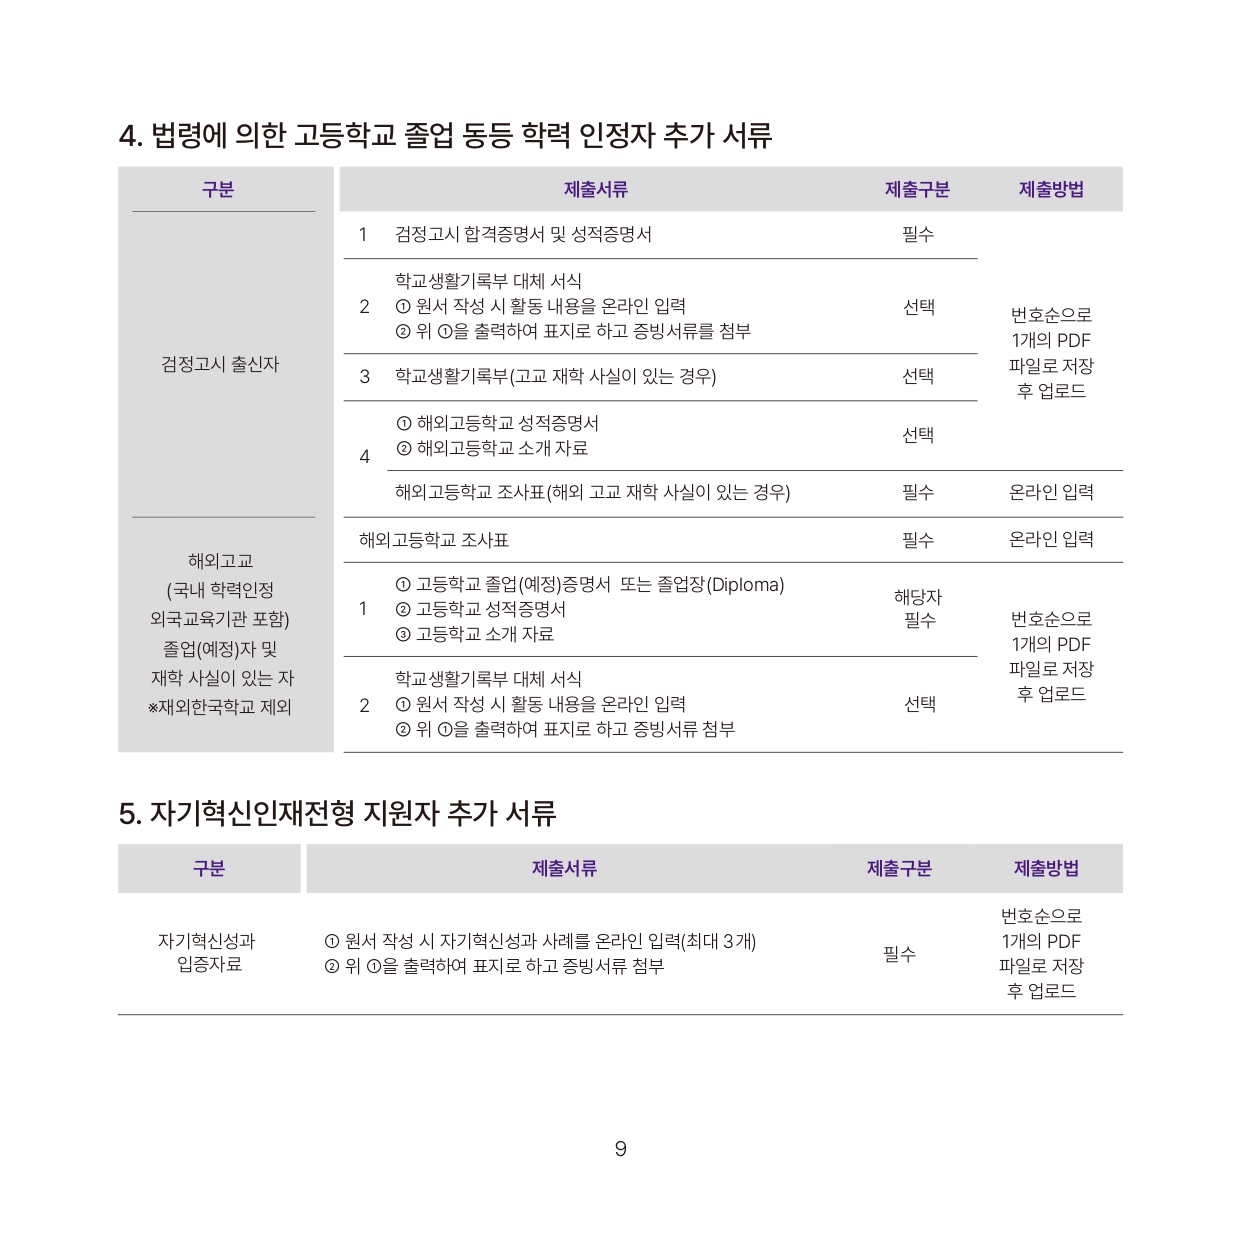 4. 법령에 의한 고등학교 졸업 동등 학력 인정자 추가 서류
구분 제출서류 제출구분 제출방법
검정고시 출신자
1 검정고시 합격증명서 및 성적증명서 필수
2 학교생활기록부 대체 서식
① 원서 작성 시 활동 내용을 온라인 입력
② 위 ①을 출력하여 표지로 하고 증빙서류를 첨부
선택
3 학교생활기록부(고교 재학 사실이 있는 경우) 선택
4 ① 해외고등학교 성적증명서
② 해외고등학교 소개 자료
선택
번호순으로
1개의 PDF
파일로 저장
후 업로드
해외고등학교 조사표(해외 고교 재학 사실이 있는 경우) 필수 온라인 입력
해외고교
(국내 학력인정
외국교육기관 포함)
졸업(예정)자 및
재학 사실이 있는 자
※재외한국학교 제외
해외고등학교 조사표 필수 온라인 입력
1 ① 고등학교 졸업(예정)증명서 또는 졸업장(Diploma)
② 고등학교 성적증명서
③ 고등학교 소개 자료
해당자
필수
2 학교생활기록부 대체 서식
① 원서 작성 시 활동 내용을 온라인 입력
② 위 ①을 출력하여 표지로 하고 증빙서류 첨부
선택
번호순으로
1개의 PDF
파일로 저장
후 업로드
5. 자기혁신인재전형 지원자 추가 서류
구분 제출서류 제출구분 제출방법
자기혁신성과
입증자료
① 원서 작성 시 자기혁신성과 사례를 온라인 입력(최대 3개)
② 위 ①을 출력하여 표지로 하고 증빙서류 첨부
필수
번호순으로
1개의 PDF
파일로 저장
후 업로드
9